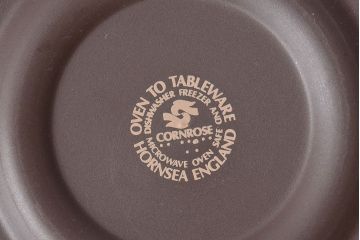 OVEN TO TABLEWARE
DISHWASHER FREEZER AND
CORNROSE
MICROWAVE OVEN SAFE
HORNSEA ENGLAND